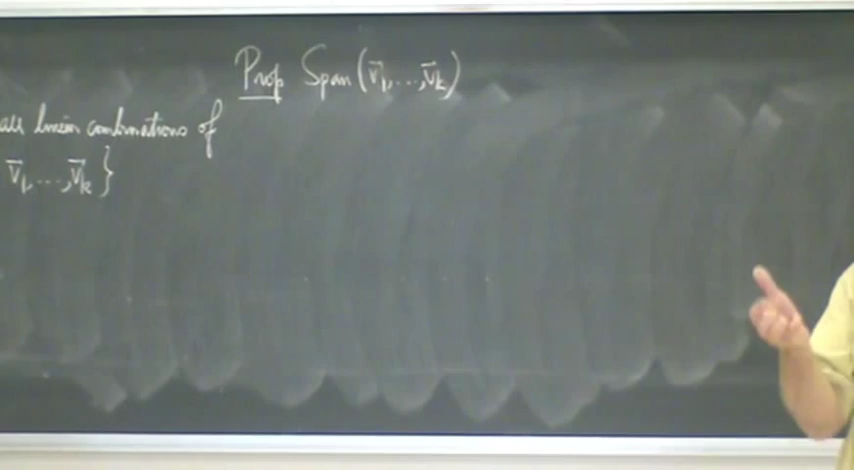 Prop Span(v⃗₁,...,v⃗ₖ)
all linear combinations of
v⃗₁,...,v⃗ₖ}